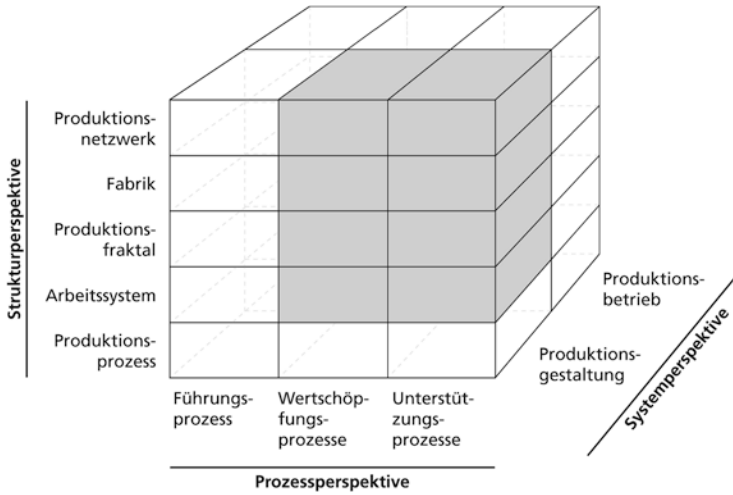 Strukturperspektive
Produktions-
netzwerk
Fabrik
Produktions-
fraktal
Arbeitssystem
Produktions-
prozess
Führungs-
prozess
Wertschöp-
fungs-
prozesse
Unterstüt-
zungs-
prozesse
Prozessperspektive
Produktions-
betrieb
Produktions-
gestaltung
Systemperspektive